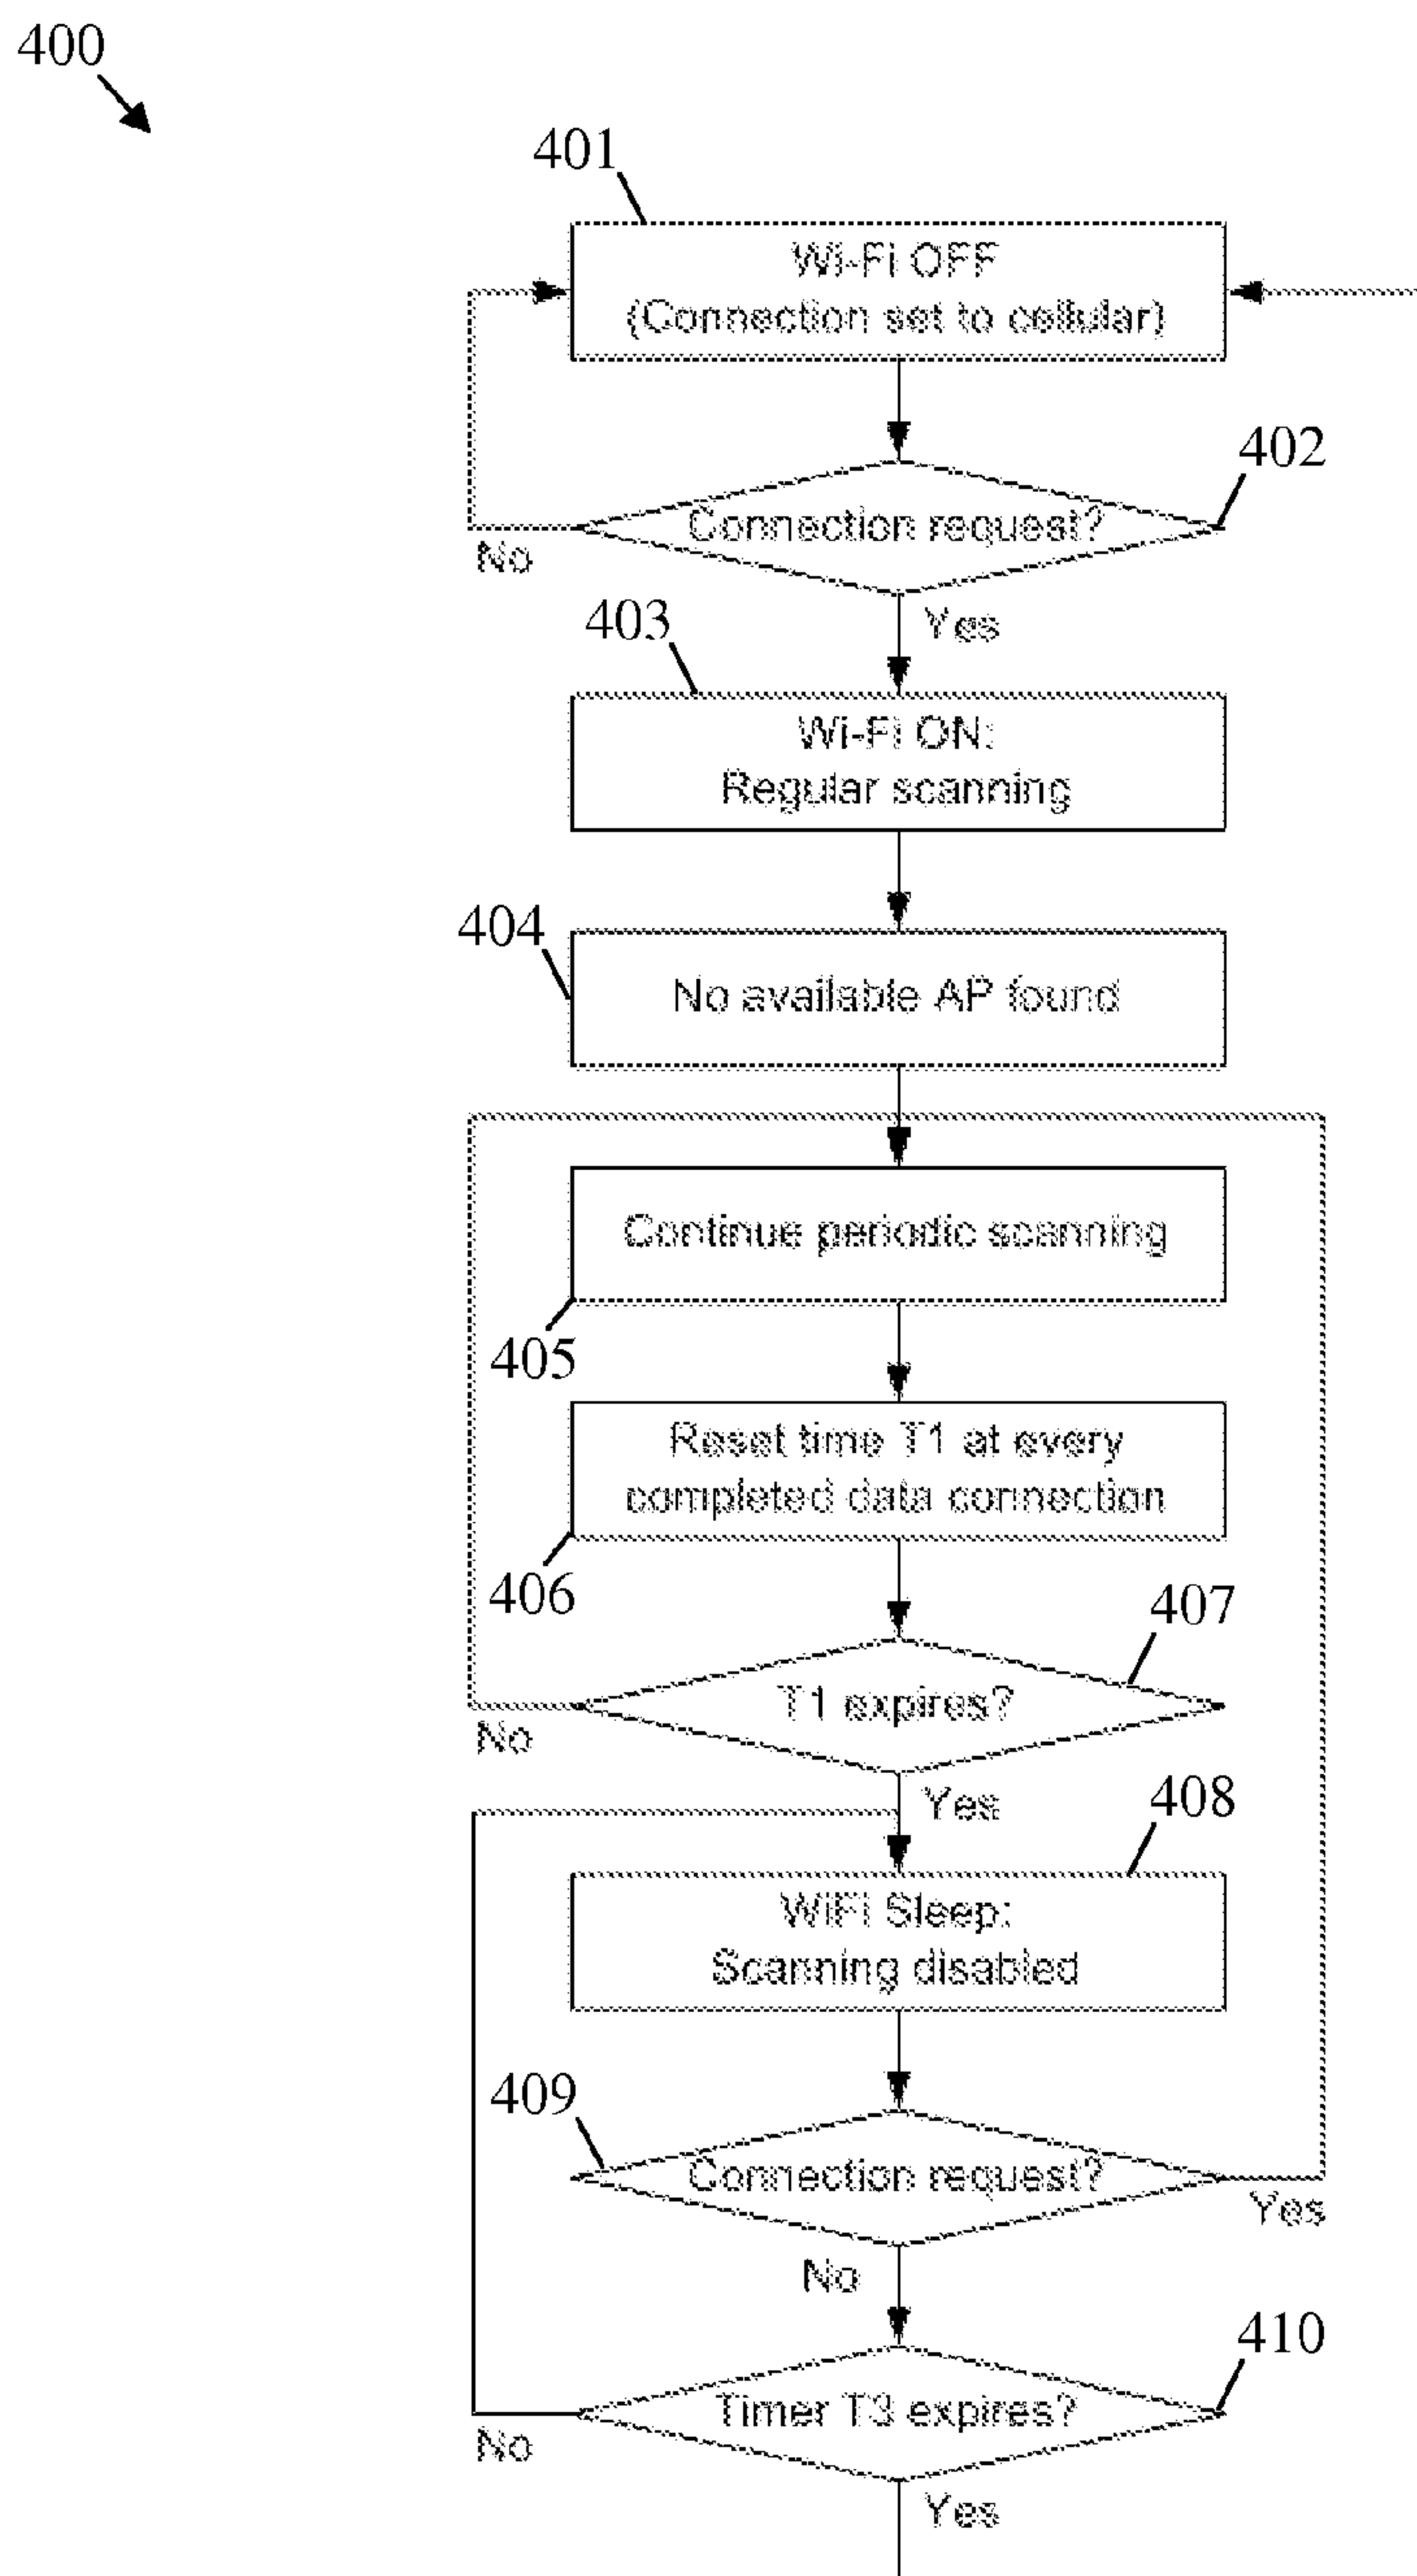 400
401
Wi-Fi OFF
(Connection set to cellular)
402
Connection request?
No
Yes
403
Wi-Fi ON:
Regular scanning
404
No available AP found
Continue periodic scanning
405
Reset time T1 at every
completed data connection
406
407
T1 expires?
No
Yes
408
WiFi Sleep:
Scanning disabled
409
Connection request?
Yes
No
410
Timer T3 expires?
No
Yes